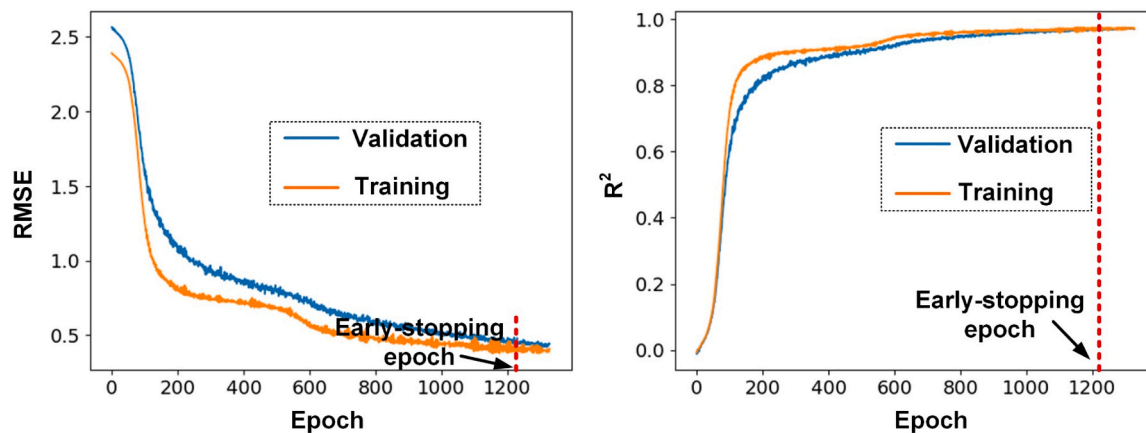 2.5
2.0
1.5
1.0
0.5
RMSE
Validation
Training
Early-stopping
epoch
0 200 400 600 800 1000 1200
Epoch
1.0
0.8
0.6
0.4
0.2
0.0
R²
Validation
Training
Early-stopping
epoch
0 200 400 600 800 1000 1200
Epoch